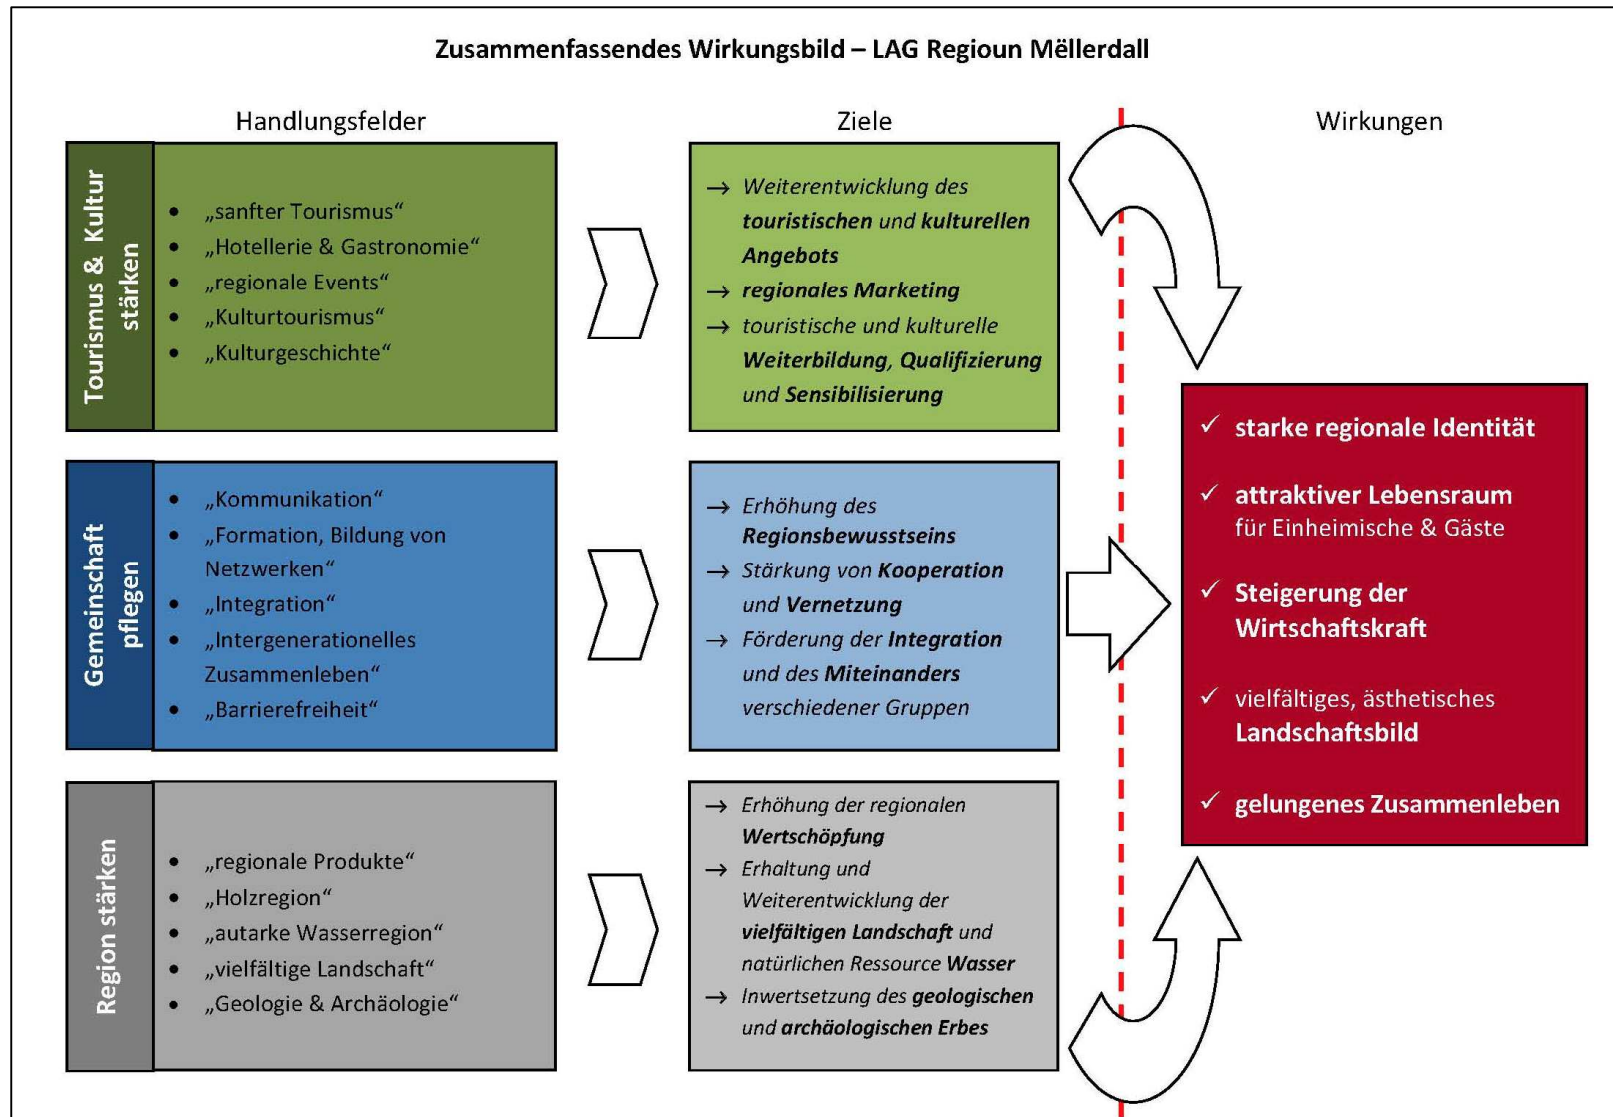 Zusammenfassendes Wirkungsbild – LAG Regioun Mëllerdall
Handlungsfelder
Ziele
Wirkungen
Tourismus & Kultur
stärken
• „sanfter Tourismus“
• „Hotellerie & Gastronomie“
• „regionale Events“
• „Kulturtourismus“
• „Kulturgeschichte“
→ Weiterentwicklung des
touristischen und kulturellen
Angebots
→ regionales Marketing
→ touristische und kulturelle
Weiterbildung, Qualifizierung
und Sensibilisierung
Gemeinschaft
pflegen
• „Kommunikation“
• „Formation, Bildung von
Netzwerken“
• „Integration“
• „Intergenerationelles
Zusammenleben“
• „Barrierefreiheit“
→ Erhöhung des
Regionsbewusstseins
→ Stärkung von Kooperation
und Vernetzung
→ Förderung der Integration
und des Miteinanders
verschiedener Gruppen
Region stärken
• „regionale Produkte“
• „Holzregion“
• „autarke Wasserregion“
• „vielfältige Landschaft“
• „Geologie & Archäologie“
→ Erhöhung der regionalen
Wertschöpfung
→ Erhaltung und
Weiterentwicklung der
vielfältigen Landschaft und
natürlichen Ressource Wasser
→ Inwertsetzung des geologischen
und archäologischen Erbes
✓ starke regionale Identität
✓ attraktiver Lebensraum
für Einheimische & Gäste
✓ Steigerung der
Wirtschaftskraft
✓ vielfältiges, ästhetisches
Landschaftsbild
✓ gelungenes Zusammenleben